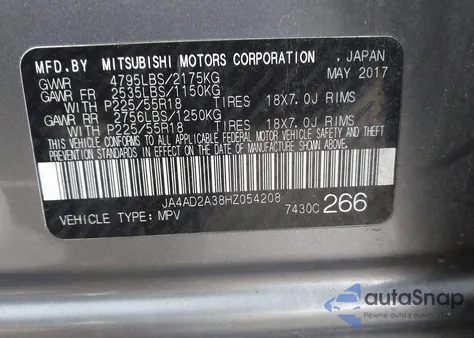 MFD.BY MITSUBISHI MOTORS CORPORATION , JAPAN
GVWR 4795LBS/2175KG MAY 2017
GAWR FR 2535LBS/1150KG
WITH P225/55R18 TIRES 18X7.0J RIMS
GAWR RR 2756LBS/1250KG
WITH P225/55R18 TIRES 18X7.0J RIMS
THIS VEHICLE CONFORMS TO ALL APPLICABLE FEDERAL MOTOR VEHICLE SAFETY AND THEFT
PREVENTION STANDARDS IN EFFECT ON THE DATE OF MANUFACTURE SHOWN ABOVE.
JA4AD2A38HZ054208 7430C 266
VEHICLE TYPE: MPV
autoSnap
Pewne auta z aukcji